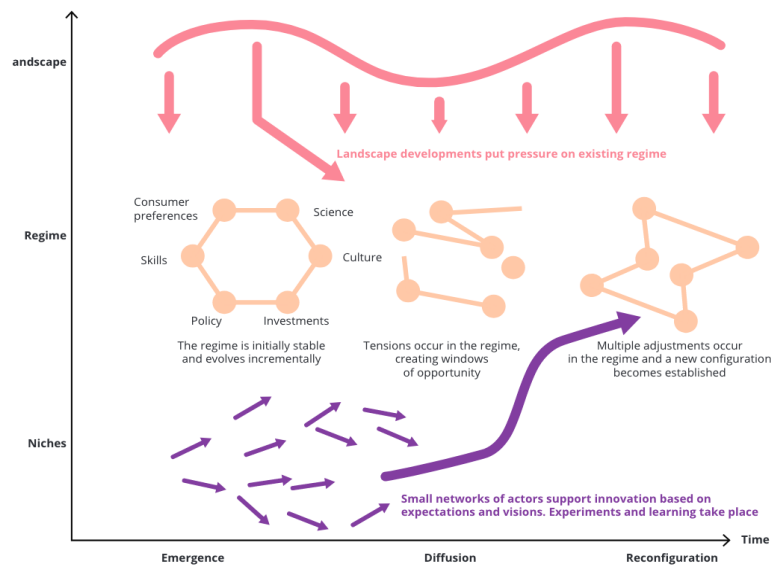 andscape
Landscape developments put pressure on existing regime
Consumer
preferences
Science
Regime
Skills
Culture
Policy
Investments
The regime is initially stable
and evolves incrementally
Tensions occur in the regime,
creating windows
of opportunity
Multiple adjustments occur
in the regime and a new configuration
becomes established
Niches
Small networks of actors support innovation based on
expectations and visions. Experiments and learning take place
Time
Emergence
Diffusion
Reconfiguration